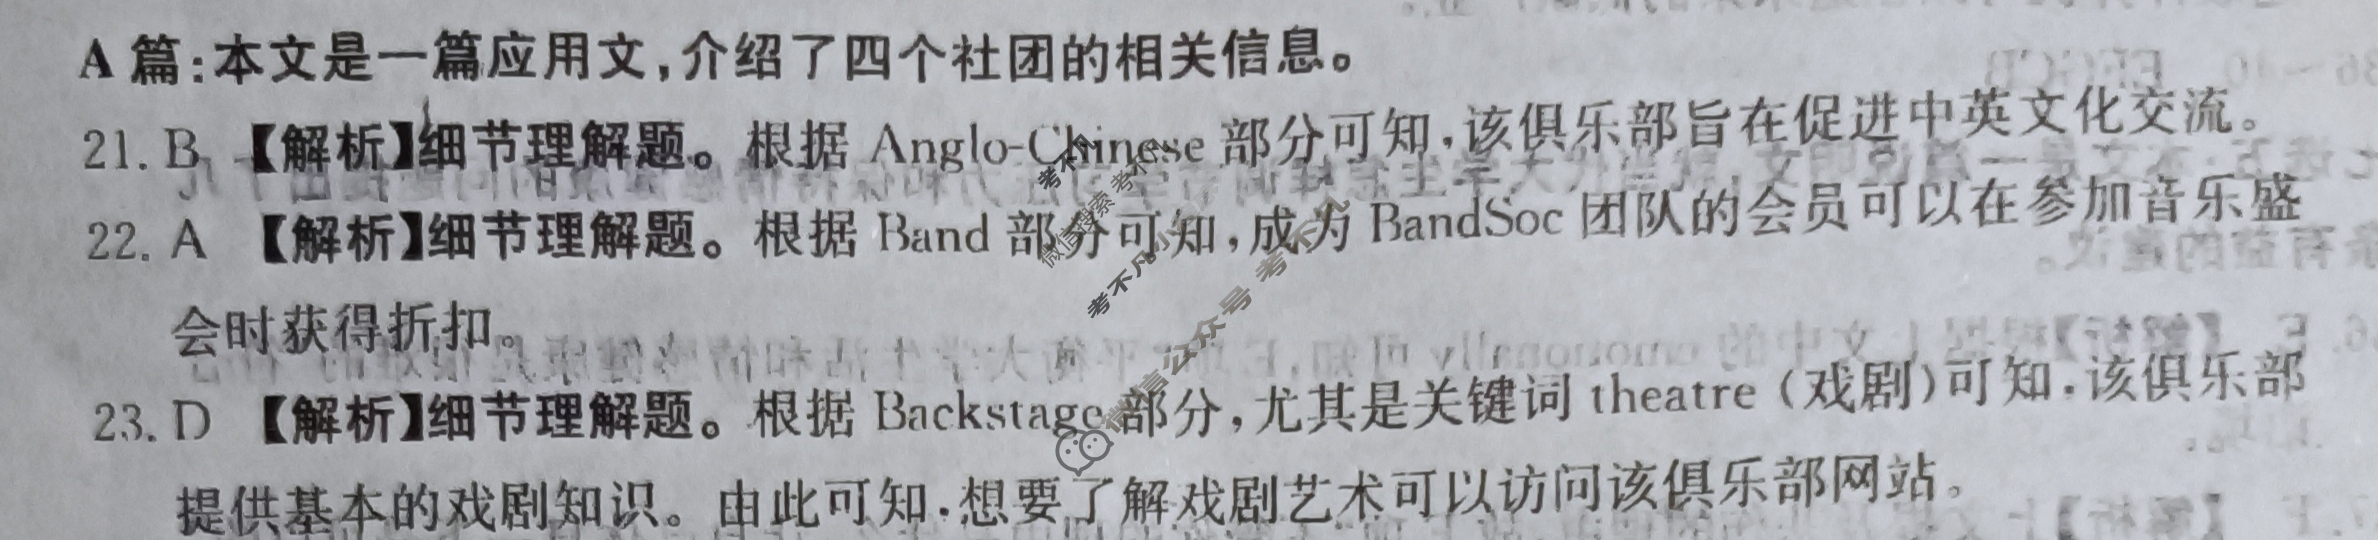 A 篇:本文是一篇应用文,介绍了四个社团的相关信息。
21. B 【解析】细节理解题。根据 Anglo-Chinese 部分可知,该俱乐部旨在促进中英文化交流。
22. A 【解析】细节理解题。根据 Band 部分可知,成为 BandSoc 团队的会员可以在参加音乐盛
会时获得折扣。
23. D 【解析】细节理解题。根据 Backstage 部分,尤其是关键词 theatre (戏剧)可知,该俱乐部
提供基本的戏剧知识。由此可知,想要了解戏剧艺术可以访问该俱乐部网站。